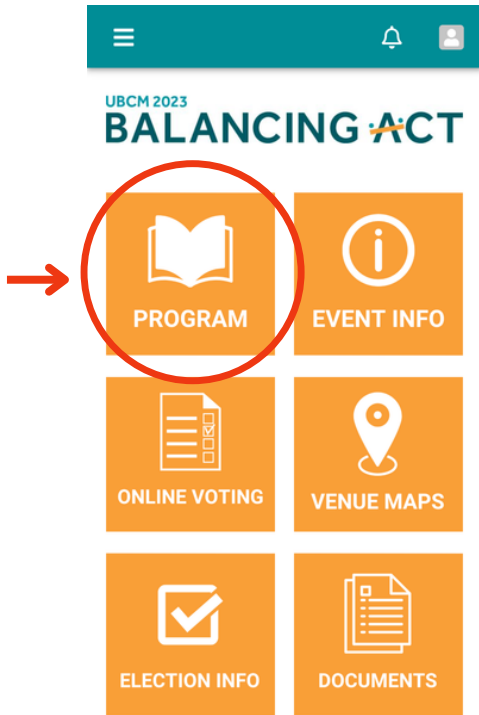 UBCM 2023
BALANCING ACT
PROGRAM
EVENT INFO
ONLINE VOTING
VENUE MAPS
ELECTION INFO
DOCUMENTS